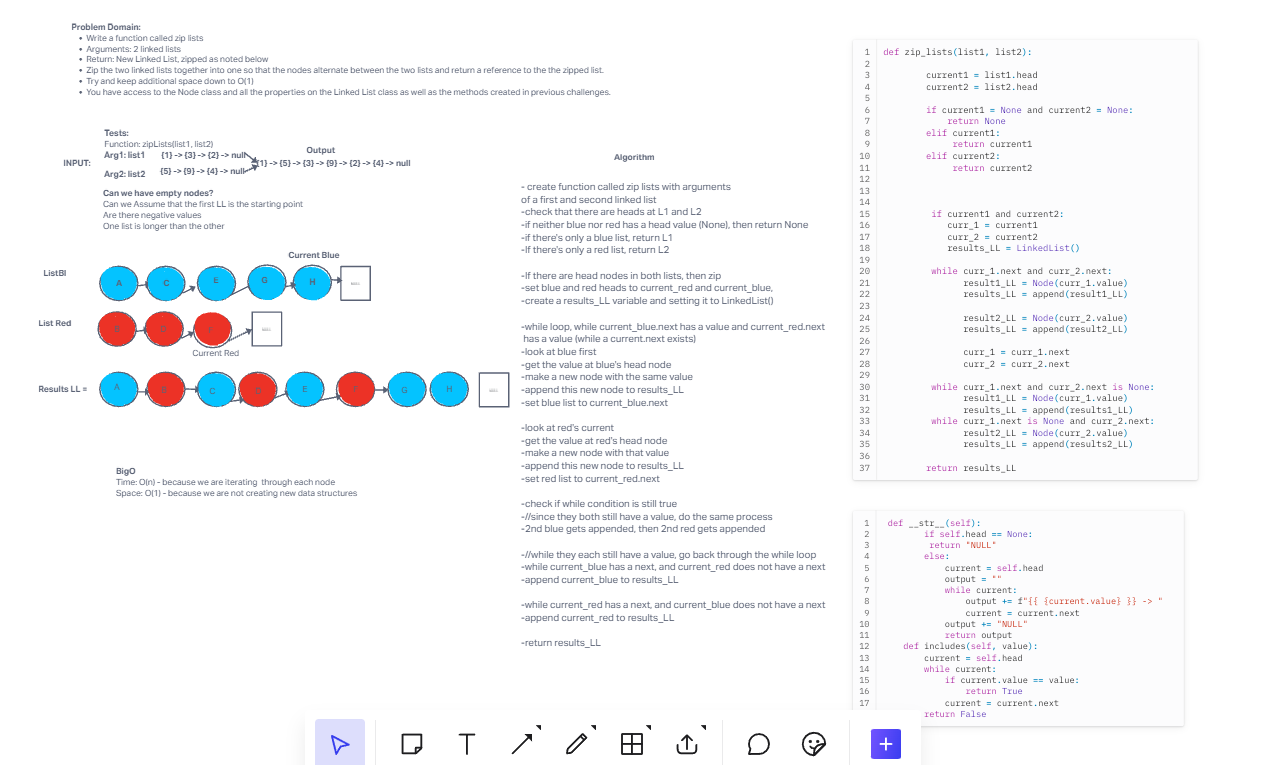 Problem Domain:
• Write a function called zip lists
• Arguments: 2 linked lists
• Return: New Linked List, zipped as noted below
• Zip the two linked lists together into one so that the nodes alternate between the two lists and return a reference to the the zipped list.
• Try and keep additional space down to O(1)
• You have access to the Node class and all the properties on the Linked List class as well as the methods created in previous challenges.
Tests:
Function: zipLists(list1, list2)
INPUT:
Arg1: list1 {1} -> {3} -> {2} -> null
Arg2: list2 {5} -> {9} -> {4} -> null
Output
{1} -> {5} -> {3} -> {9} -> {2} -> {4} -> null
Can we have empty nodes?
Can we Assume that the first LL is the starting point
Are there negative values
One list is longer than the other
Current Blue
ListBl
A C E G H NULL
List Red
NULL
Current Red
Results LL =
A B C D E F G H NULL
BigO
Time: O(n) - because we are iterating through each node
Space: O(1) - because we are not creating new data structures
Algorithm
- create function called zip lists with arguments
of a first and second linked list
-check that there are heads at L1 and L2
-if neither blue nor red has a head value (None), then return None
-if there's only a blue list, return L1
-If there's only a red list, return L2
-If there are head nodes in both lists, then zip
-set blue and red heads to current_red and current_blue,
-create a results_LL variable and setting it to LinkedList()
-while loop, while current_blue.next has a value and current_red.next
has a value (while a current.next exists)
-look at blue first
-get the value at blue's head node
-make a new node with the same value
-append this new node to results_LL
-set blue list to current_blue.next
-look at red's current
-get the value at red's head node
-make a new node with that value
-append this new node to results_LL
-set red list to current_red.next
-check if while condition is still true
-//since they both still have a value, do the same process
-2nd blue gets appended, then 2nd red gets appended
-//while they each still have a value, go back through the while loop
-while current_blue has a next, and current_red does not have a next
-append current_blue to results_LL
-while current_red has a next, and current_blue does not have a next
-append current_red to results_LL
-return results_LL
1 def zip_lists(list1, list2):
2
3 current1 = list1.head
4 current2 = list2.head
5
6 if current1 = None and current2 = None:
7 return None
8 elif current1:
9 return current1
10 elif current2:
11 return current2
12
13
14
15 if current1 and current2:
16 curr_1 = current1
17 curr_2 = current2
18 results_LL = LinkedList()
19
20 while curr_1.next and curr_2.next:
21 result1_LL = Node(curr_1.value)
22 results_LL = append(result1_LL)
23
24 result2_LL = Node(curr_2.value)
25 results_LL = append(result2_LL)
26
27 curr_1 = curr_1.next
28 curr_2 = curr_2.next
29
30 while curr_1.next and curr_2.next is None:
31 result1_LL = Node(curr_1.value)
32 results_LL = append(results1_LL)
33 while curr_1.next is None and curr_2.next:
34 result2_LL = Node(curr_2.value)
35 results_LL = append(results2_LL)
36
37 return results_LL
1 def __str__(self):
2 if self.head == None:
3 return "NULL"
4 else:
5 current = self.head
6 output = ""
7 while current:
8 output += f"{{ {current.value} }} -> "
9 current = current.next
10 output += "NULL"
11 return output
12 def includes(self, value):
13 current = self.head
14 while current:
15 if current.value == value:
16 return True
17 current = current.next
return False
T